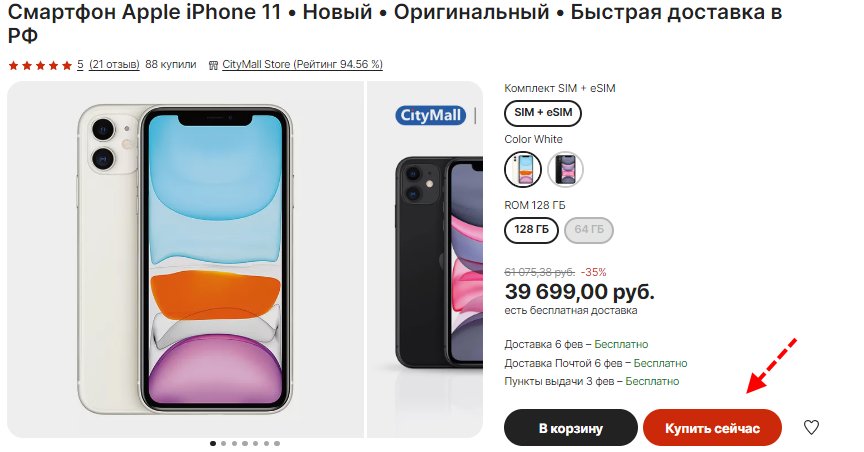 Смартфон Apple iPhone 11 • Новый • Оригинальный • Быстрая доставка в
РФ
5 (21 отзыв) 88 купили CityMall Store (Рейтинг 94.56 %)
CityMall
Комплект SIM + eSIM
SIM + eSIM
Color White
ROM 128 ГБ
128 ГБ 64 ГБ
61 075,38 руб. -35%
39 699,00 руб.
есть бесплатная доставка
Доставка 6 фев – Бесплатно
Доставка Почтой 6 фев – Бесплатно
Пункты выдачи 3 фев – Бесплатно
В корзину Купить сейчас